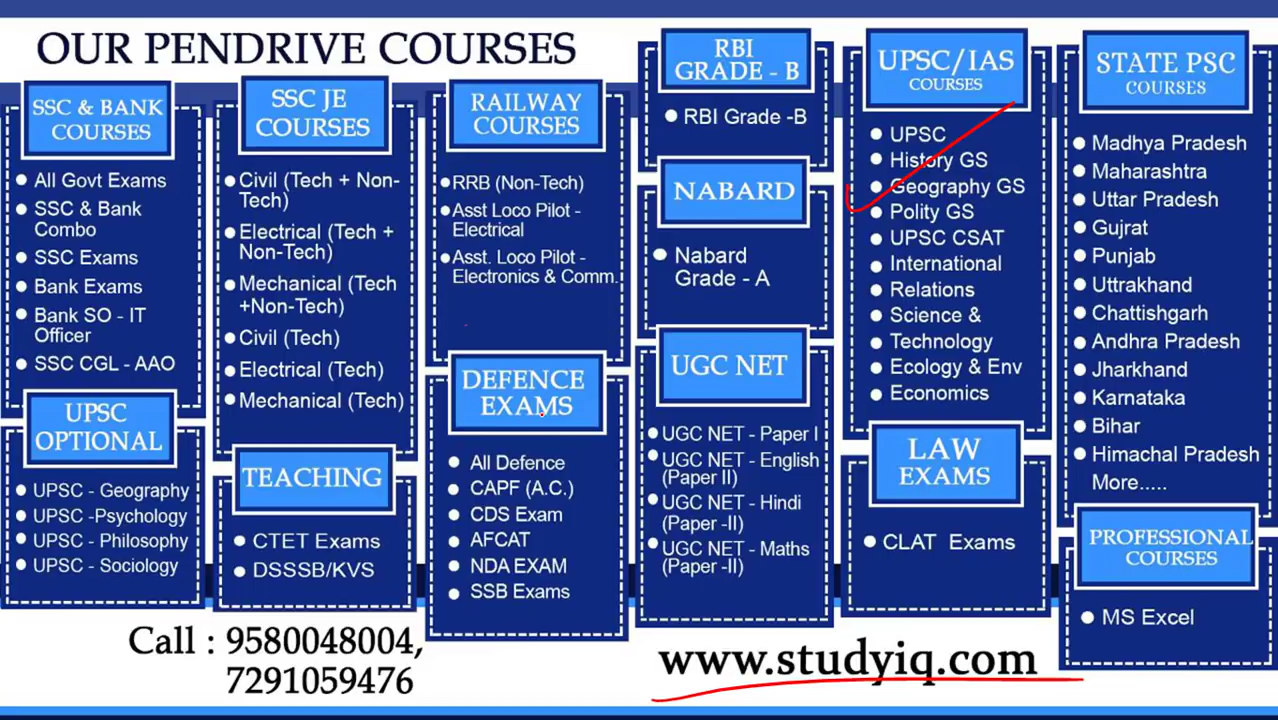 OUR PENDRIVE COURSES
SSC & BANK
COURSES
All Govt Exams
SSC & Bank
Combo
SSC Exams
Bank Exams
Bank SO - IT
Officer
SSC CGL - AAO
UPSC
OPTIONAL
UPSC - Geography
UPSC -Psychology
UPSC - Philosophy
UPSC - Sociology
SSC JE
COURSES
Civil (Tech + Non-
Tech)
Electrical (Tech +
Non-Tech)
Mechanical (Tech
+Non-Tech)
Civil (Tech)
Electrical (Tech)
Mechanical (Tech)
TEACHING
CTET Exams
DSSSB/KVS
RAILWAY
COURSES
RRB (Non-Tech)
Asst Loco Pilot -
Electrical
Asst. Loco Pilot -
Electronics & Comm.
DEFENCE
EXAMS
All Defence
CAPF (A.C.)
CDS Exam
AFCAT
NDA EXAM
SSB Exams
RBI
GRADE - B
RBI Grade -B
NABARD
Nabard
Grade - A
UGC NET
UGC NET - Paper I
UGC NET - English
(Paper II)
UGC NET - Hindi
(Paper -II)
UGC NET - Maths
(Paper -II)
UPSC/IAS
COURSES
UPSC
History GS
Geography GS
Polity GS
UPSC CSAT
International
Relations
Science &
Technology
Ecology & Env
Economics
LAW
EXAMS
CLAT Exams
STATE PSC
COURSES
Madhya Pradesh
Maharashtra
Uttar Pradesh
Gujrat
Punjab
Uttrakhand
Chattishgarh
Andhra Pradesh
Jharkhand
Karnataka
Bihar
Himachal Pradesh
More.....
PROFESSIONAL
COURSES
MS Excel
Call : 9580048004,
7291059476
www.studyiq.com